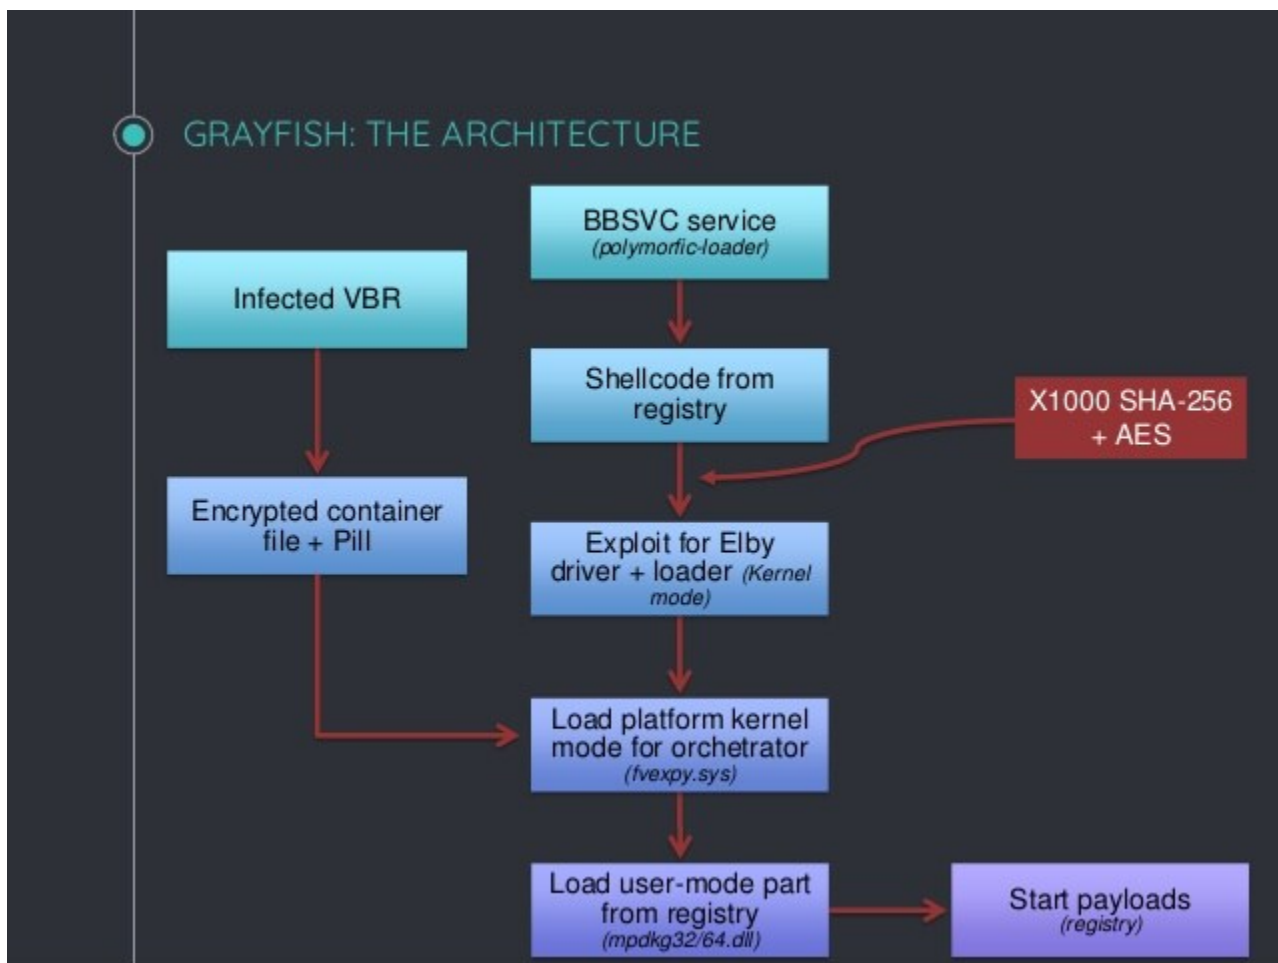 GRAYFISH: THE ARCHITECTURE
BBSVC service
(polymorfic-loader)
Infected VBR
Shellcode from
registry
X1000 SHA-256
+ AES
Encrypted container
file + Pill
Exploit for Elby
driver + loader (Kernel
mode)
Load platform kernel
mode for orchetrator
(fvexpy.sys)
Load user-mode part
from registry
(mpdkg32/64.dll)
Start payloads
(registry)